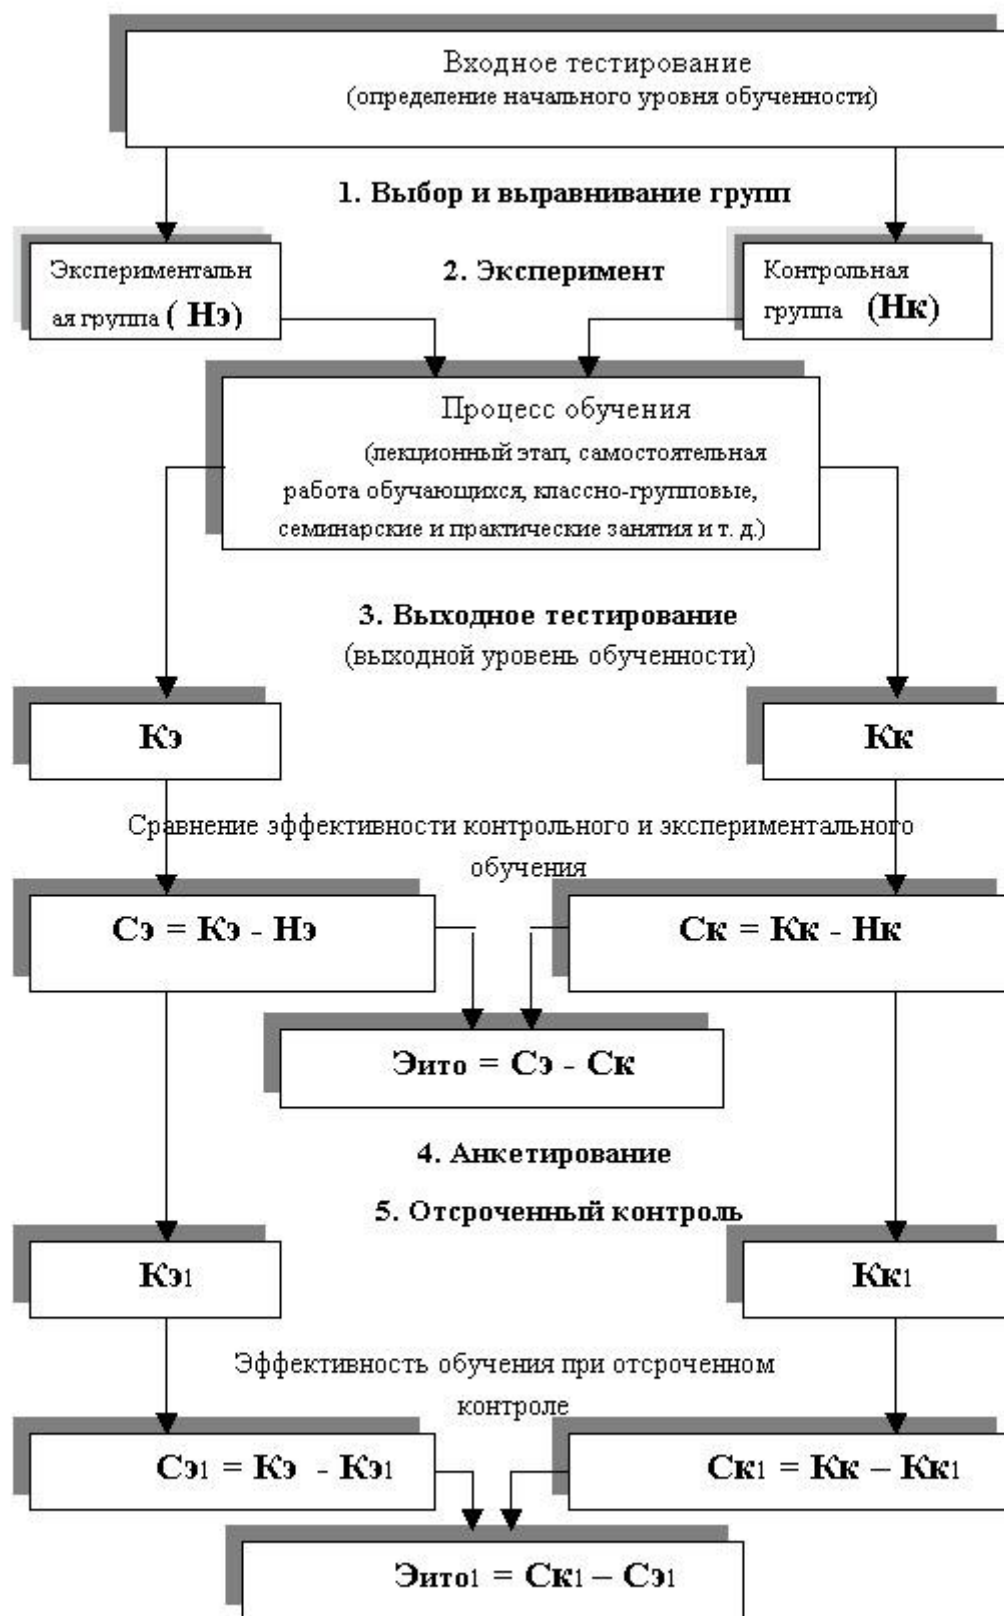 Входное тестирование
(определение начального уровня обученности)
1. Выбор и выравнивание групп
Экспериментальн
ая группа ( Нэ)
2. Эксперимент
Контрольная
группа (Нк)
Процесс обучения
(лекционный этап, самостоятельная
работа обучающихся, классно-групповые,
семинарские и практические занятия и т. д.)
3. Выходное тестирование
(выходной уровень обученности)
Кэ
Кк
Сравнение эффективности контрольного и экспериментального
обучения
Сэ = Кэ - Нэ
Ск = Кк - Нк
Эито = Сэ - Ск
4. Анкетирование
5. Отсроченный контроль
Кэ1
Кк1
Эффективность обучения при отсроченном
контроле
Сэ1 = Кэ - Кэ1
Ск1 = Кк – Кк1
Эито1 = Ск1 – Сэ1